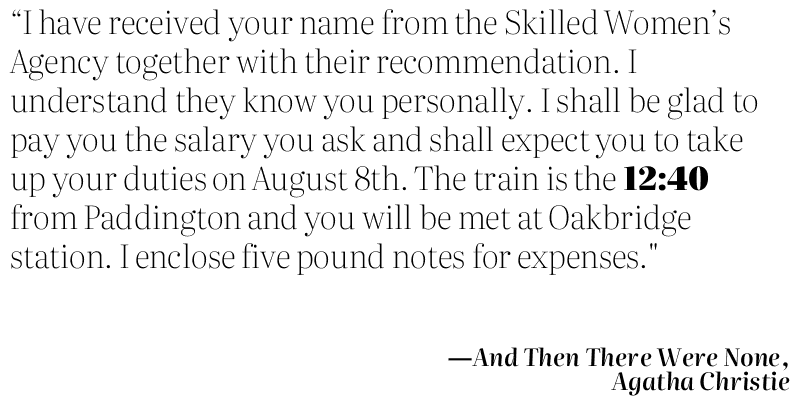 “I have received your name from the Skilled Women’s
Agency together with their recommendation. I
understand they know you personally. I shall be glad to
pay you the salary you ask and shall expect you to take
up your duties on August 8th. The train is the 12:40
from Paddington and you will be met at Oakbridge
station. I enclose five pound notes for expenses."
—And Then There Were None,
Agatha Christie